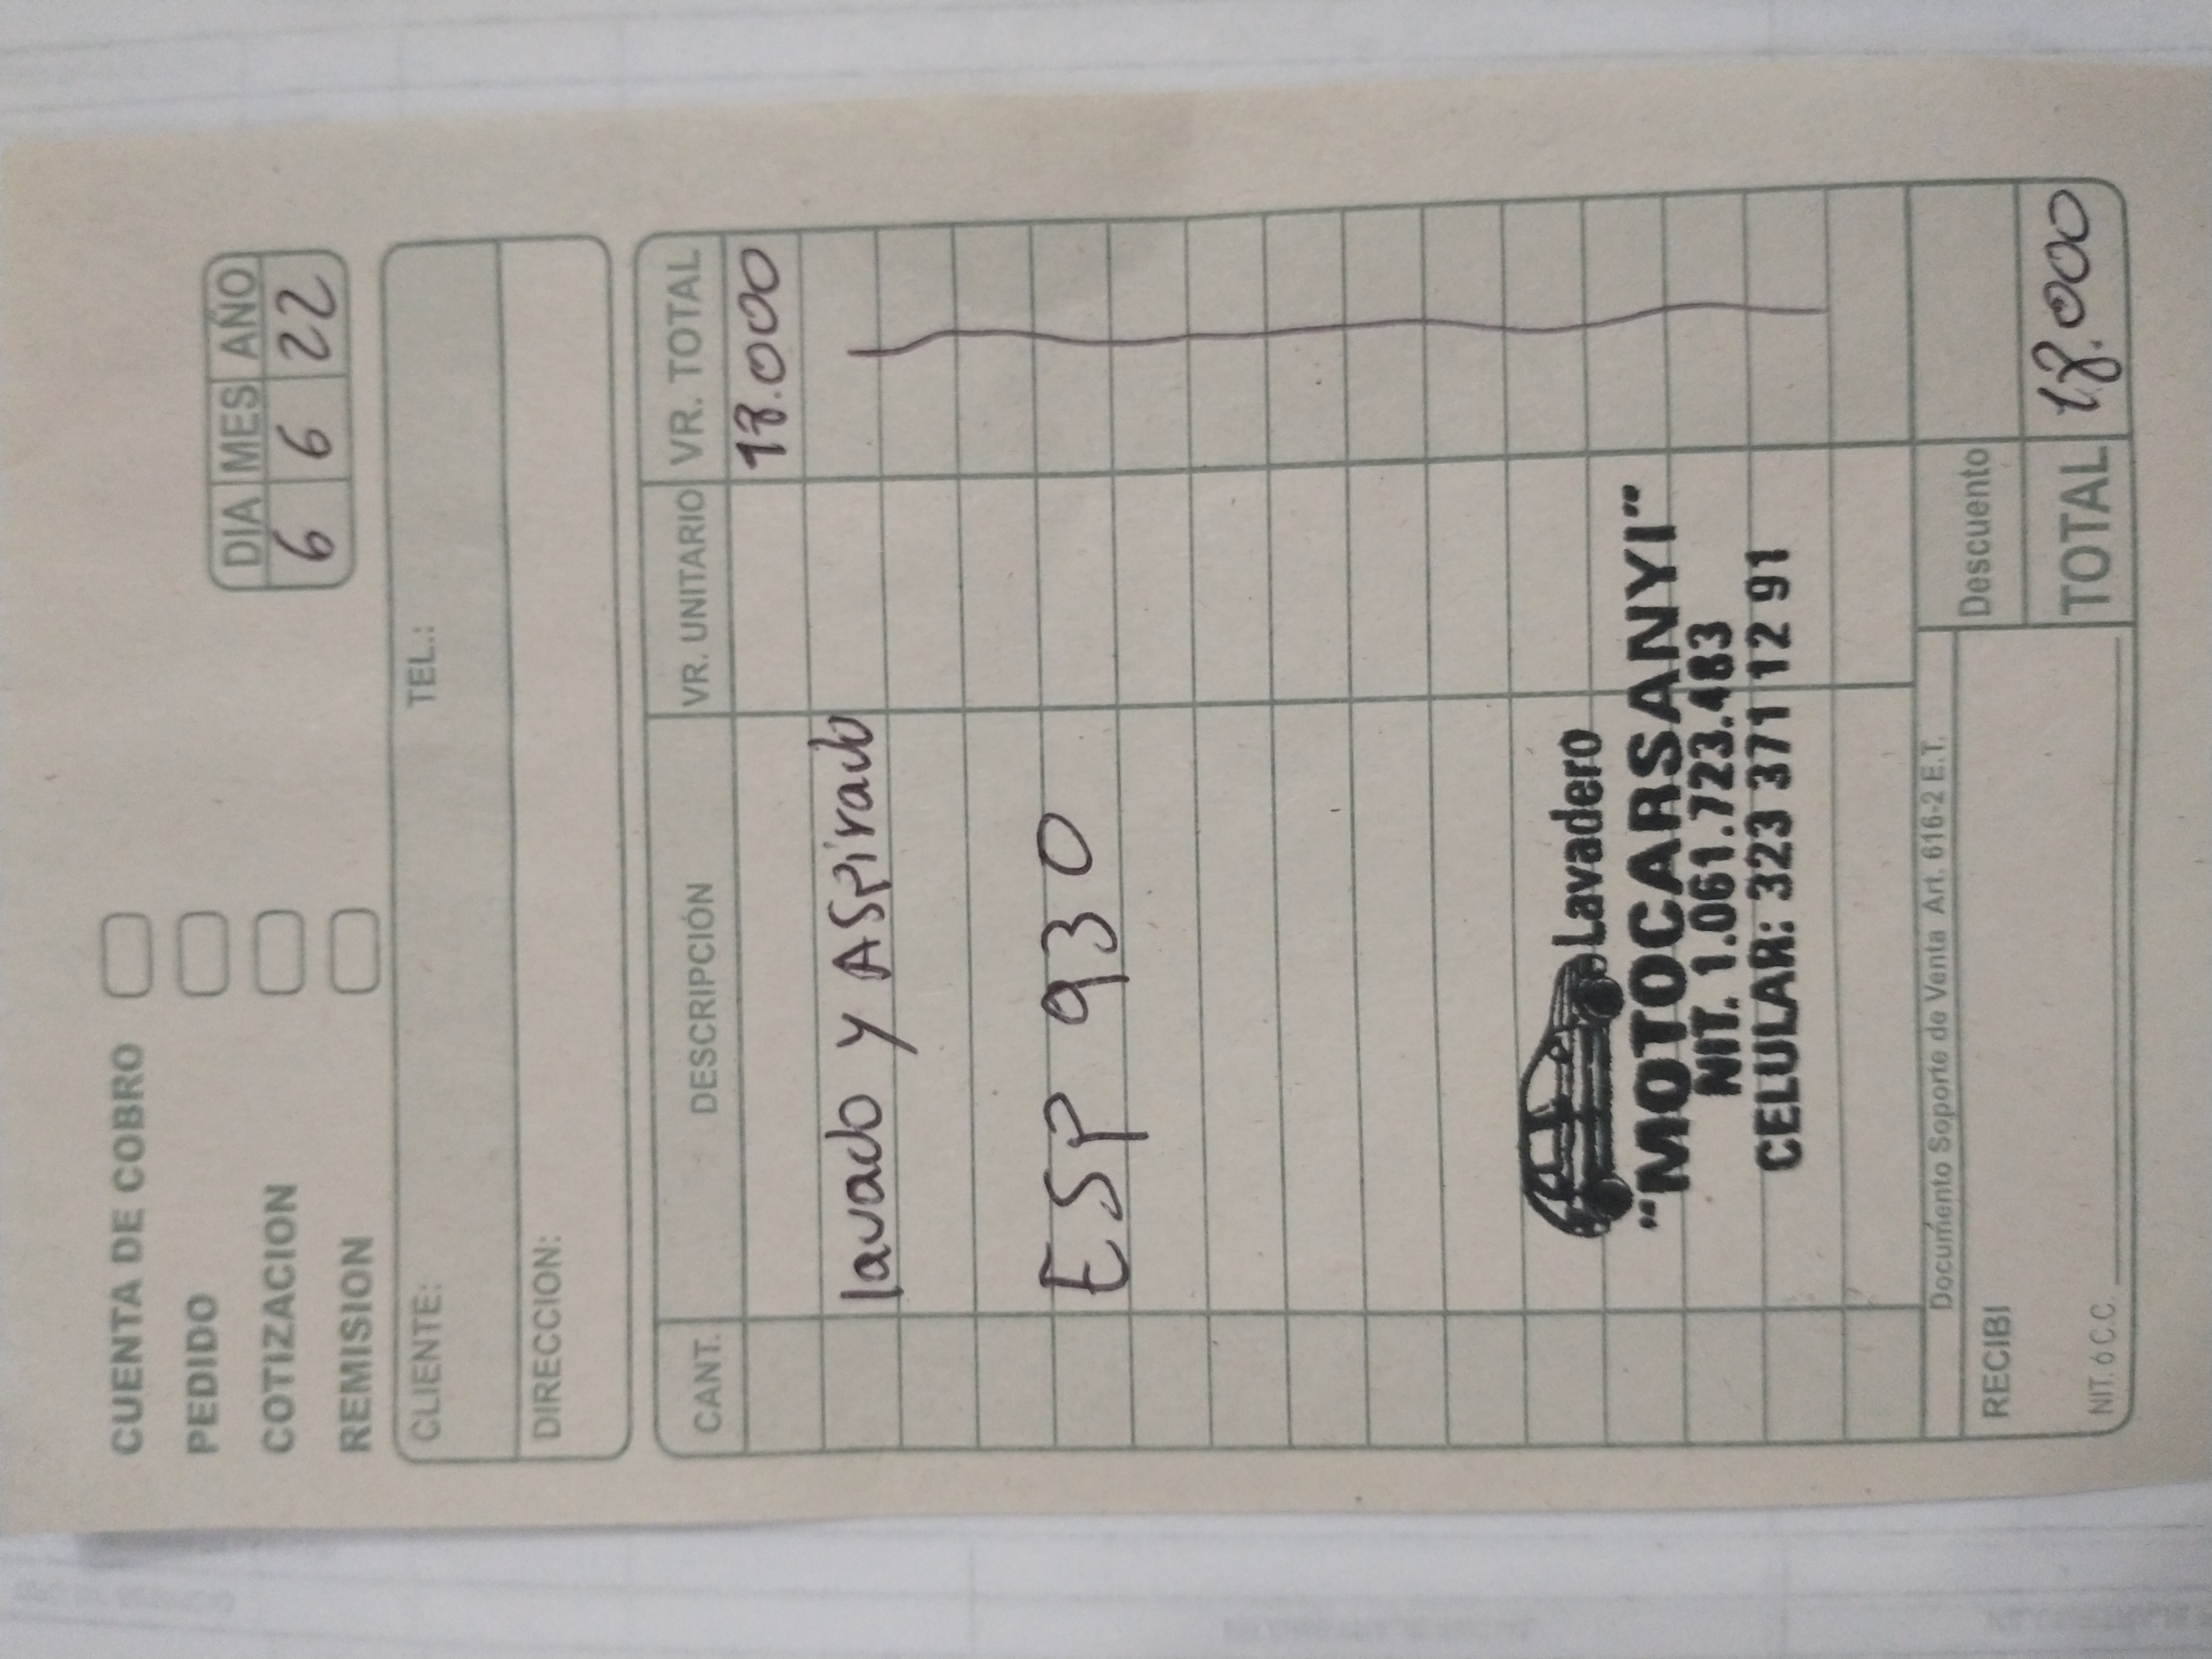 CUENTA DE COBRO
PEDIDO
COTIZACION
REMISION
DIA MES AÑO
6 6 22
CLIENTE: TEL.:
DIRECCION:
CANT. DESCRIPCIÓN VR. UNITARIO VR. TOTAL
18.000
lavado y ASpirado
ESP 930
Lavadero
"MOTOCARSANYI"
NIT. 1.061.723.483
CELULAR: 323 371 12 91
Documento Soporte de Venta Art. 616-2 E.T.
RECIBI
Descuento
TOTAL 18.000
NIT. ó C.C.